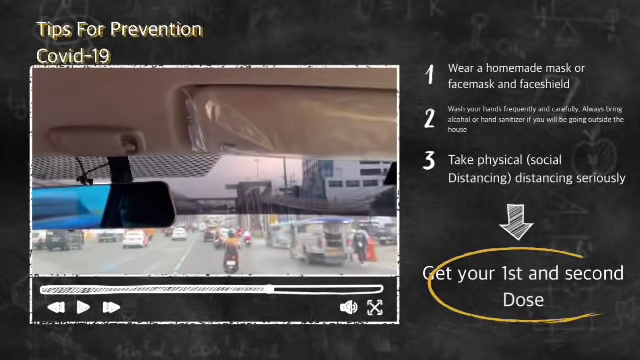 Tips For Prevention
Covid-19
1 Wear a homemade mask or
facemask and faceshield
2 Wash your hands frequently and carefully. Always bring
alcohol or hand sanitizer if you will be going outside the
house
3 Take physical (social
Distancing) distancing seriously
Get your 1st and second
Dose